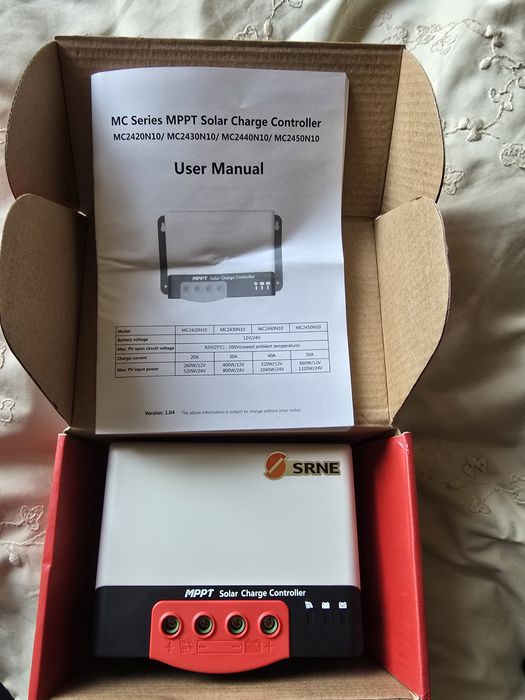 MC Series MPPT Solar Charge Controller
MC2420N10/ MC2430N10/ MC2440N10/ MC2450N10
User Manual
MPPT Solar Charge Controller
Model MC2420N10 MC2430N10 MC2440N10 MC2450N10
Battery voltage 12V/24V
Max. PV open circuit voltage 92V(25°C); 100V(Lowest ambient temperature)
Charge current 20A 30A 40A 50A
Max. PV input power 260W/12V 400W/12V 520W/12V 660W/12V
520W/24V 800W/24V 1040W/24V 1320W/24V
Version: 1.04 The above information is subject to change without prior notice.
SRNE
MPPT Solar Charge Controller